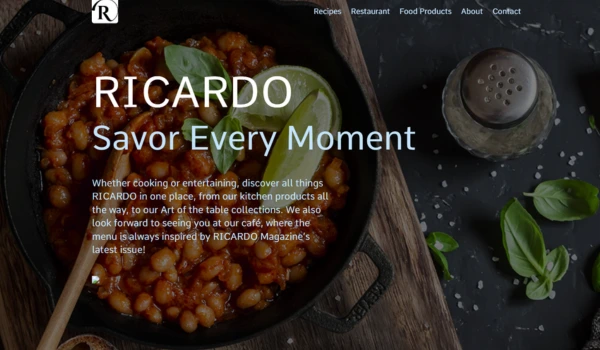 R
Recipes Restaurant Food Products About Contact
RICARDO
Savor Every Moment
Whether cooking or entertaining, discover all things
RICARDO in one place, from our kitchen products all
the way, to our Art of the table collections. We also
look forward to seeing you at our café, where the
menu is always inspired by RICARDO Magazine's
latest issue!